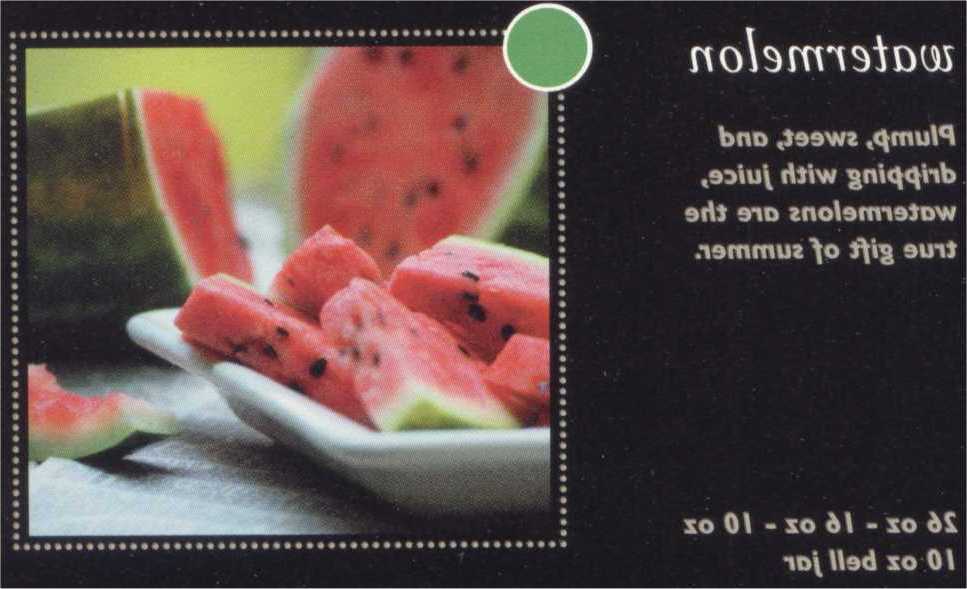 watermelon
Plump, sweet, and
dripping with juice,
watermelons are the
true gift of summer.
26 oz - 16 oz - 10 oz
10 oz bell jar